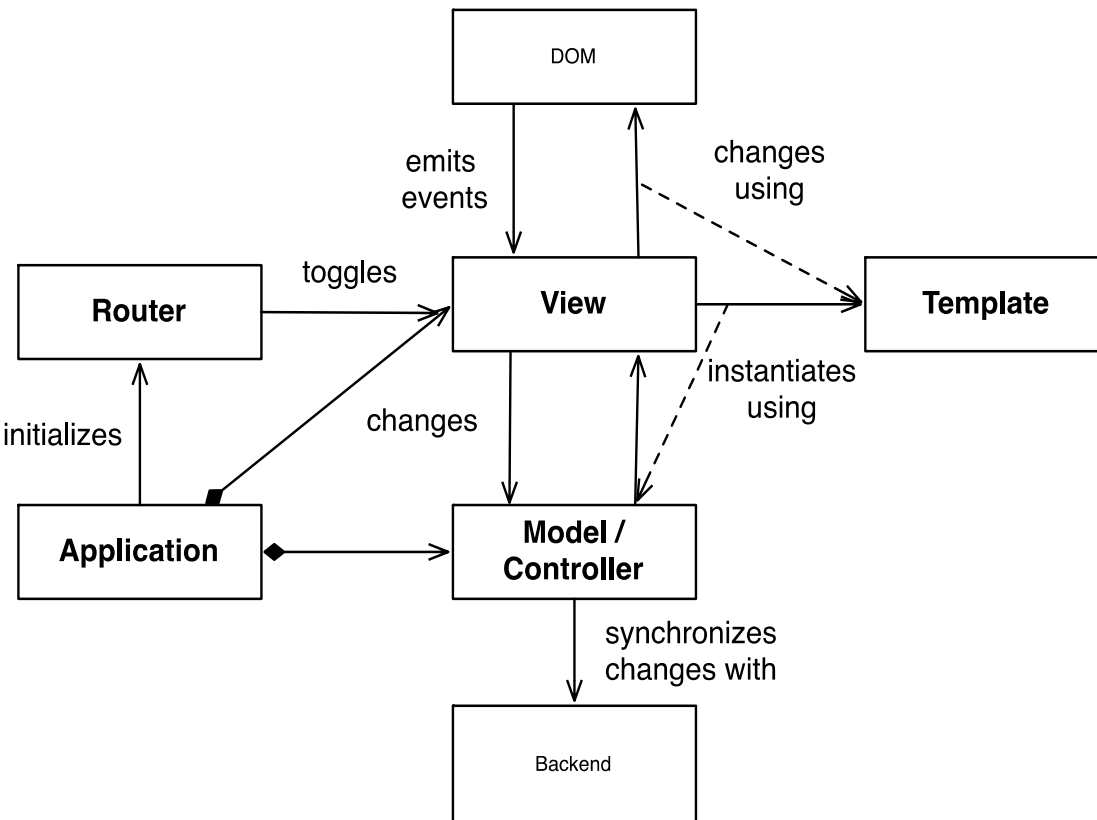 DOM
emits
events
changes
using
toggles
Router
View
Template
initializes
changes
instantiates
using
Application
Model /
Controller
synchronizes
changes with
Backend